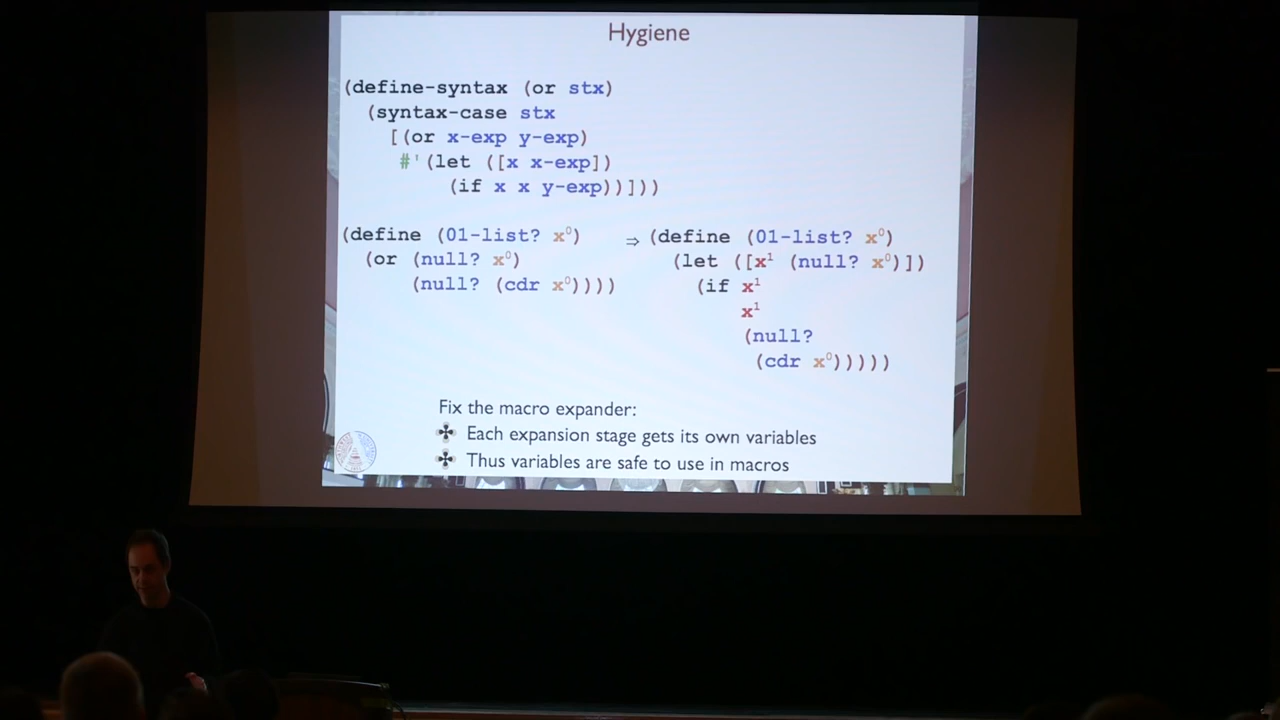 Hygiene
(define-syntax (or stx)
(syntax-case stx
[(or x-exp y-exp)
#'(let ([x x-exp])
(if x x y-exp))]))
(define (01-list? x⁰)
(or (null? x⁰)
(null? (cdr x⁰))))
⇒ (define (01-list? x⁰)
(let ([x¹ (null? x⁰)])
(if x¹
x¹
(null?
(cdr x⁰)))))
Fix the macro expander:
Each expansion stage gets its own variables
Thus variables are safe to use in macros